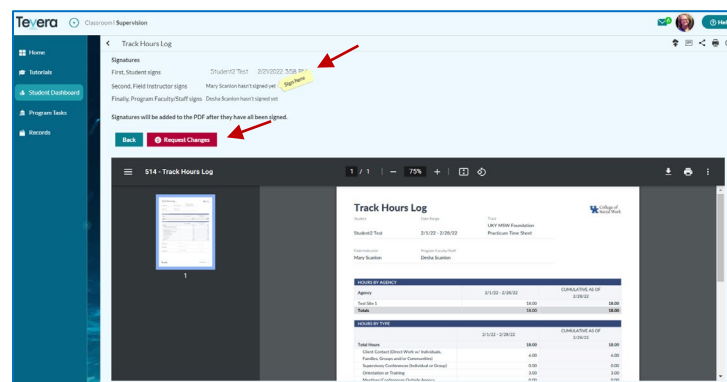 Tevera
Classroom | Supervision
Help
Home
Tutorials
Student Dashboard
Program Tasks
Records
Track Hours Log
Signatures
First, Student signs Student2 Test 2/21/2022 3:58 PM
Sign Here
Second, Field Instructor signs Mary Scanlon hasn't signed yet
Finally, Program Faculty/Staff signs Desha Scanlon hasn't signed yet
Signatures will be added to the PDF after they have all been signed.
Back
Request Changes
514 - Track Hours Log
1 / 1 | − 75% +
1
Track Hours Log
College of
Social Work
Student Date Range Track
Student2 Test 2/1/22 - 2/28/22 UKY MSW Foundation
Practicum Time Sheet
Field Instructor Program Faculty/Staff
Mary Scanlon Desha Scanlon
HOURS BY AGENCY
Agency 2/1/22 - 2/28/22 CUMULATIVE AS OF
2/28/22
Test Site 1 18.00 18.00
Totals 18.00 18.00
HOURS BY TYPE
2/1/22 - 2/28/22 CUMULATIVE AS OF
2/28/22
Total Hours 18.00 18.00
Client Contact (Direct Work w/ Individuals,
Families, Groups and/or Communities) 6.00 6.00
Supervisory Conferences (Individual or Group) 0.00 0.00
Orientation or Training 3.00 3.00
Meetings/Conferences Outside Agency 0.00 0.00